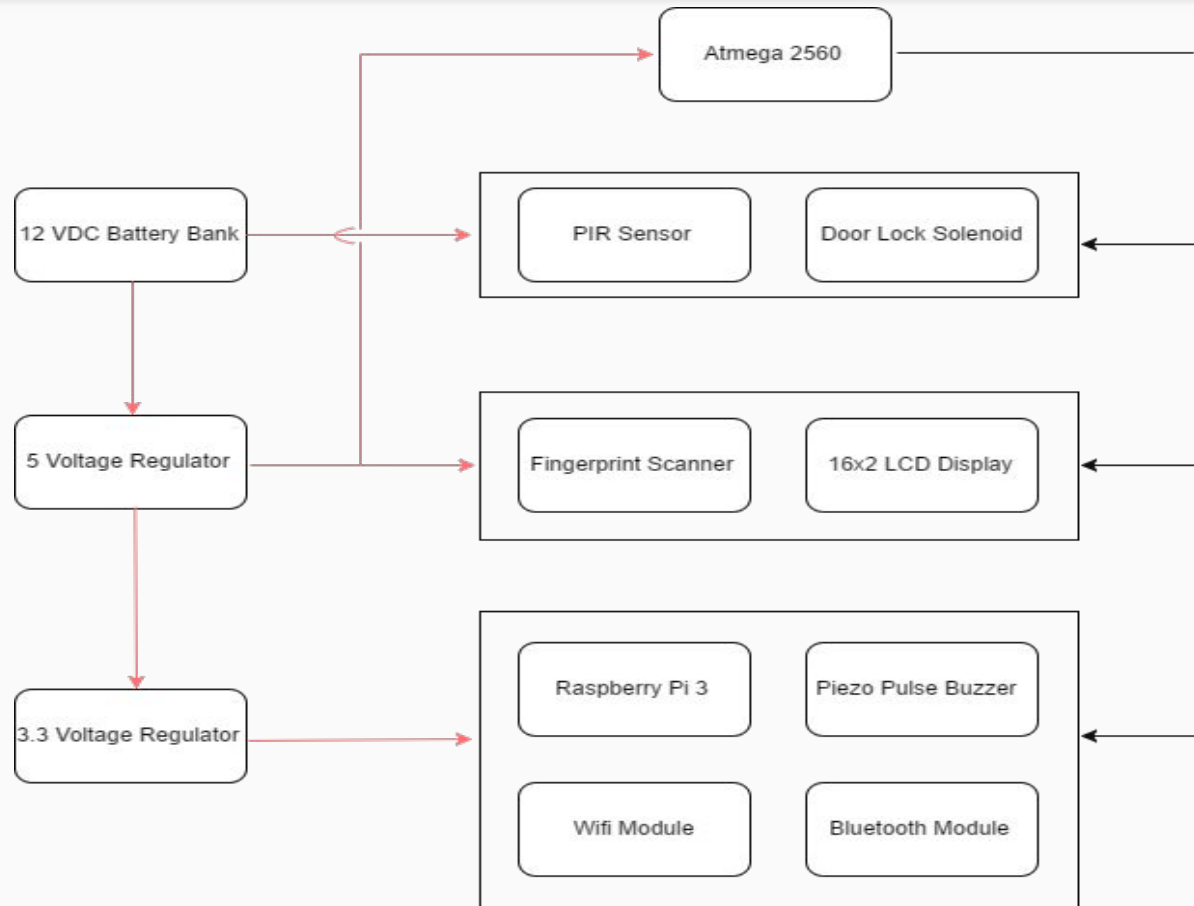 Atmega 2560
12 VDC Battery Bank
PIR Sensor
Door Lock Solenoid
5 Voltage Regulator
Fingerprint Scanner
16x2 LCD Display
Raspberry Pi 3
Piezo Pulse Buzzer
3.3 Voltage Regulator
Wifi Module
Bluetooth Module